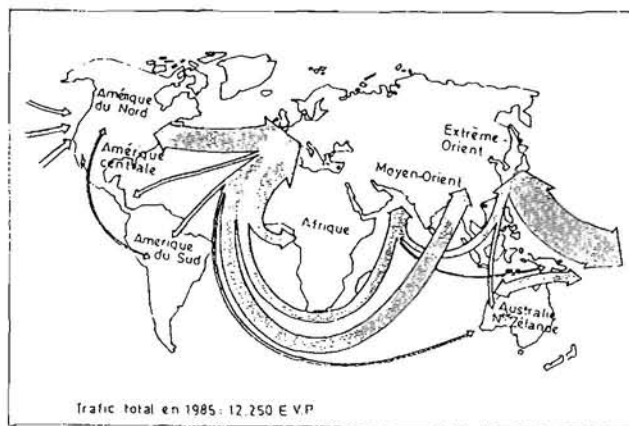 Amérique
du Nord
Amérique
centrale
Amérique
du Sud
Afrique
Moyen-Orient
Extrême-
Orient
Australie
Nˡˡᵉ Zélande
Trafic total en 1985: 12.250 E.V.P